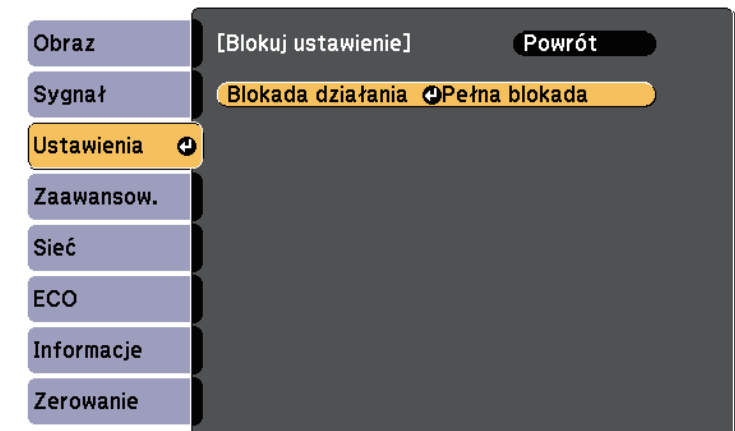 Obraz
Sygnał
Ustawienia
Zaawansow.
Sieć
ECO
Informacje
Zerowanie
[Blokuj ustawienie] Powrót
Blokada działania Pełna blokada